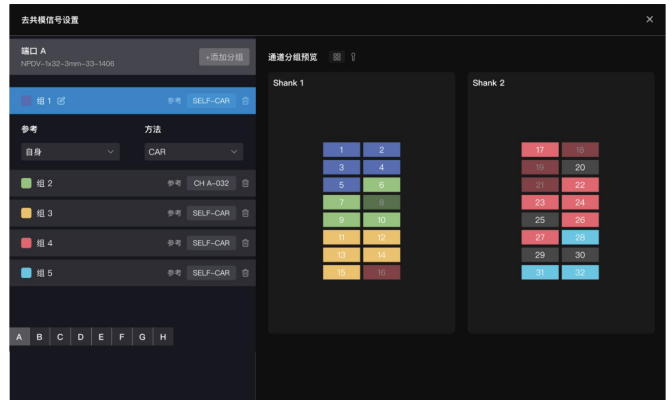 去共模信号设置
端口 A
NPDV-1x32-3mm-33-1406
+添加分组
组 1 参考 SELF-CAR
参考 方法
自身 CAR
组 2 参考 CH A-032
组 3 参考 SELF-CAR
组 4 参考 SELF-CAR
组 5 参考 SELF-CAR
A B C D E F G H
通道分组预览
Shank 1
1 2
3 4
5 6
7 8
9 10
11 12
13 14
15 16
Shank 2
17 18
19 20
21 22
23 24
25 26
27 28
29 30
31 32